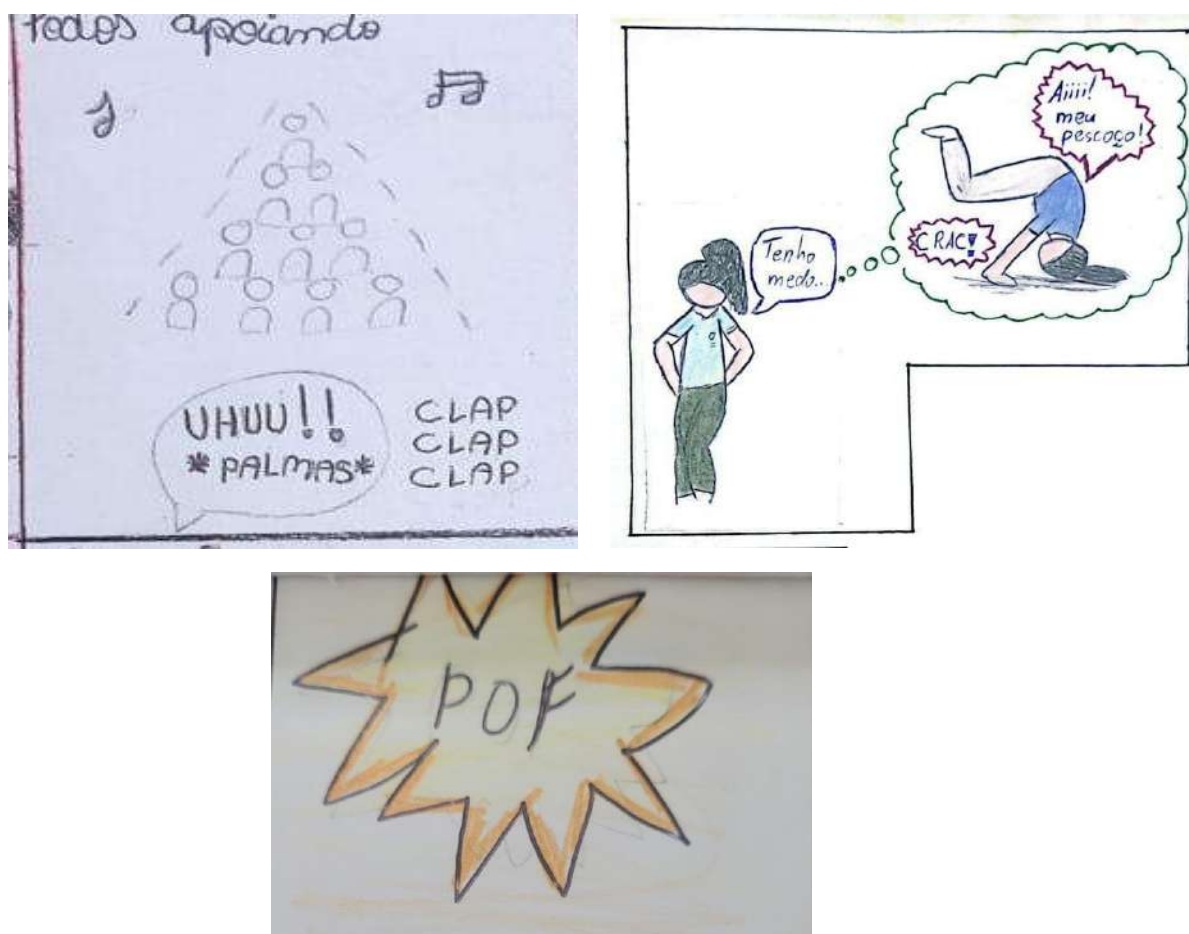 todos apoiando
UHUU!!
*PALMAS*
CLAP
CLAP
CLAP
Aiiii!
meu
pescoço!
CRAC!
Tenho
medo..
POF